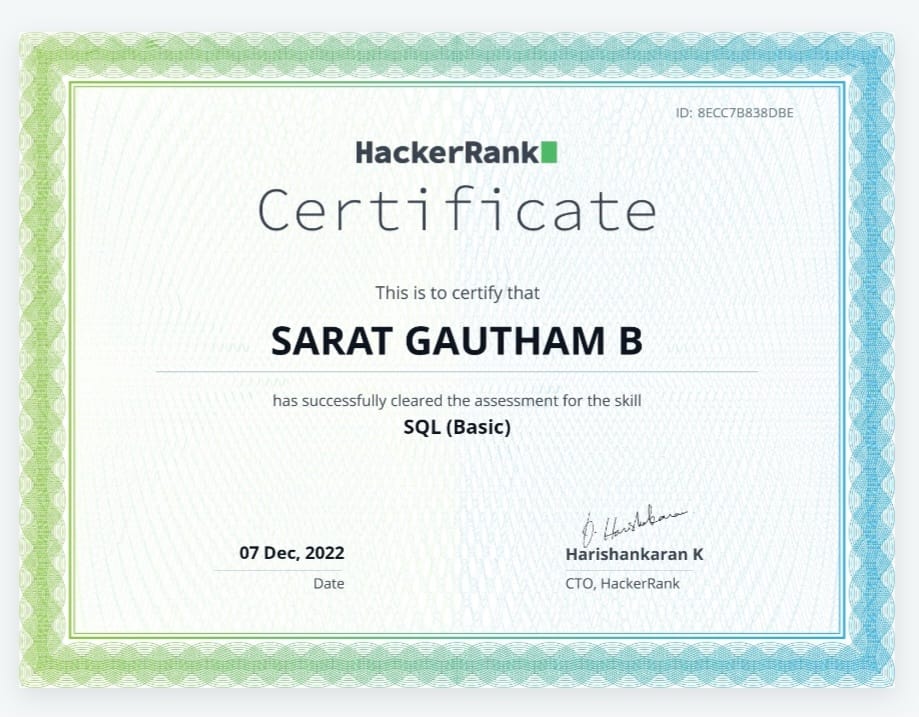 ID: 8ECC7B838DBE
HackerRank
Certificate
This is to certify that
SARAT GAUTHAM B
has successfully cleared the assessment for the skill
SQL (Basic)
07 Dec, 2022
Date
Harishankaran K
CTO, HackerRank